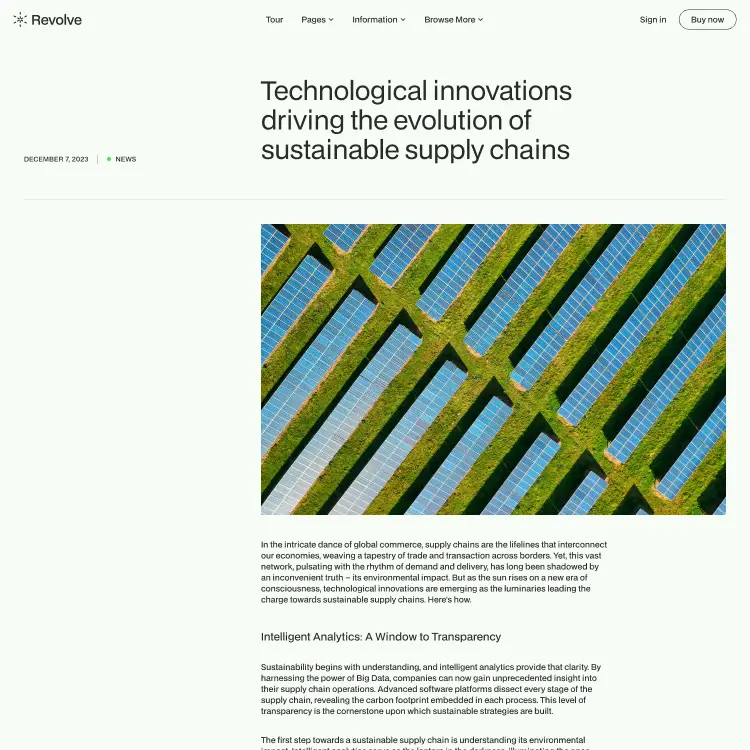 Revolve
Tour Pages Information Browse More
Sign in Buy now
Technological innovations
driving the evolution of
sustainable supply chains
DECEMBER 7, 2023 NEWS
In the intricate dance of global commerce, supply chains are the lifelines that interconnect
our economies, weaving a tapestry of trade and transaction across borders. Yet, this vast
network, pulsating with the rhythm of demand and delivery, has long been shadowed by
an inconvenient truth – its environmental impact. But as the sun rises on a new era of
consciousness, technological innovations are emerging as the luminaries leading the
charge towards sustainable supply chains. Here's how.
Intelligent Analytics: A Window to Transparency
Sustainability begins with understanding, and intelligent analytics provide that clarity. By
harnessing the power of Big Data, companies can now gain unprecedented insight into
their supply chain operations. Advanced software platforms dissect every stage of the
supply chain, revealing the carbon footprint embedded in each process. This level of
transparency is the cornerstone upon which sustainable strategies are built.
The first step towards a sustainable supply chain is understanding its environmental